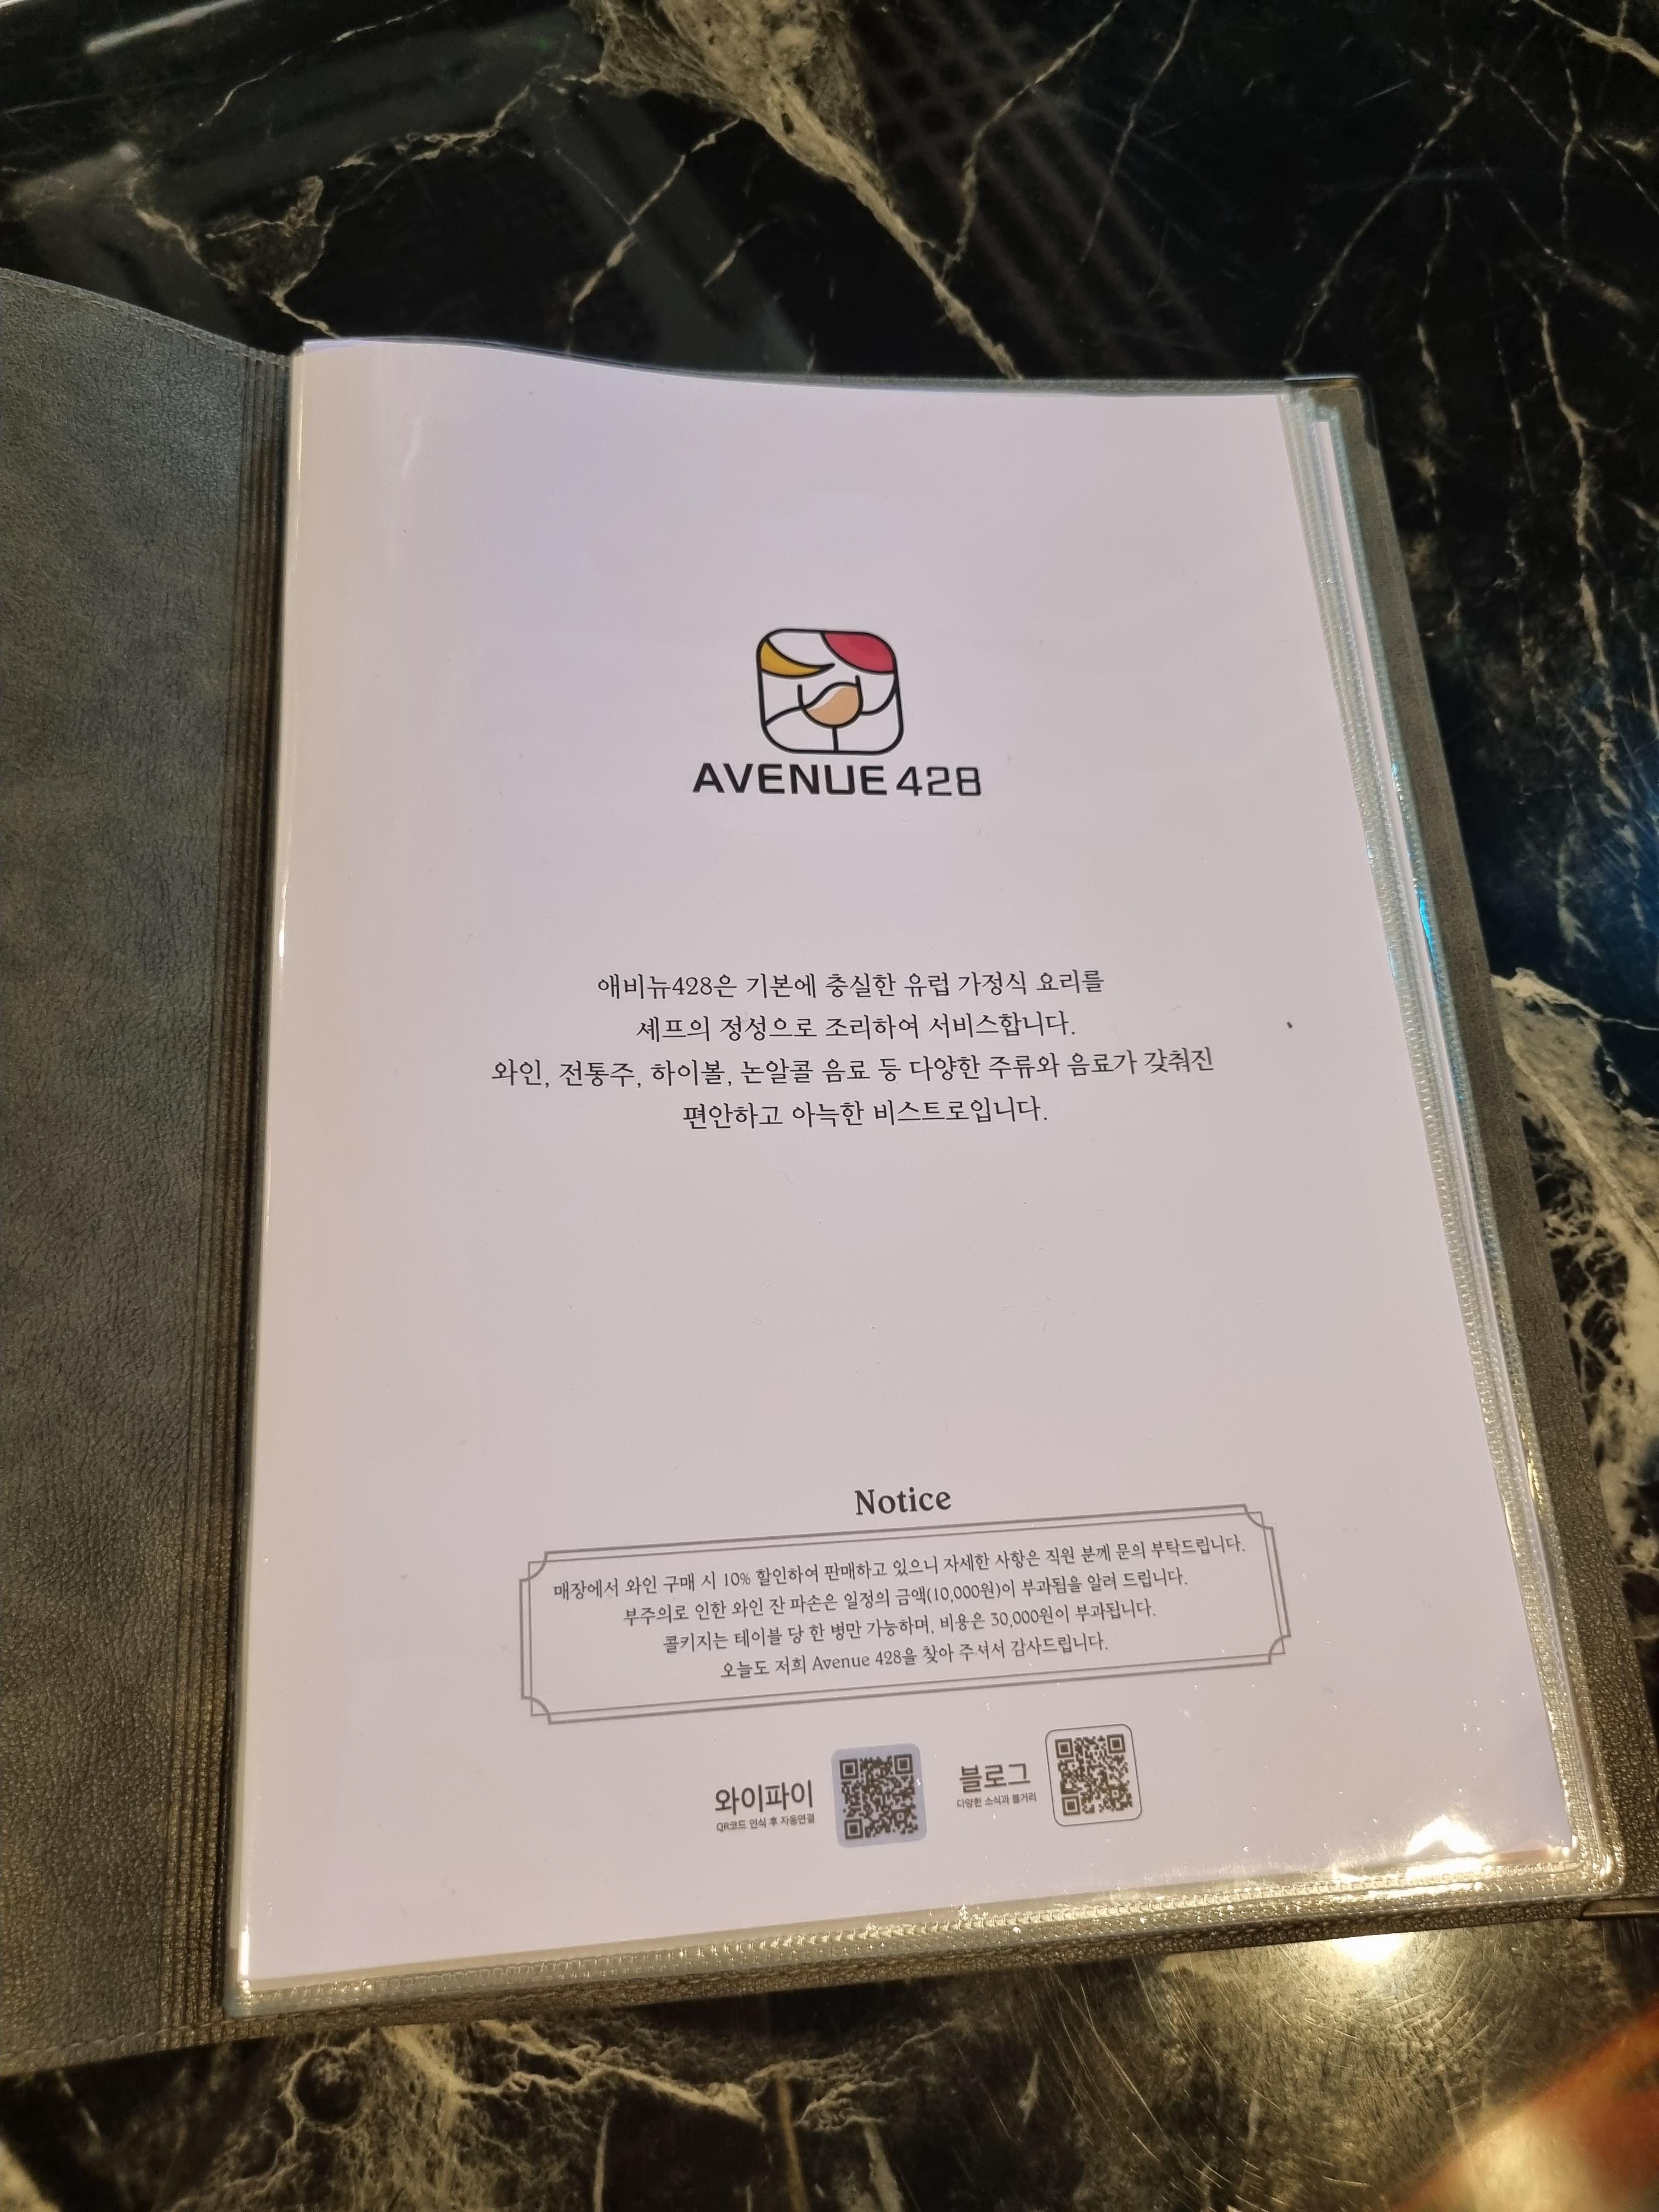 AVENUE 428
애비뉴428은 기본에 충실한 유럽 가정식 요리를
셰프의 정성으로 조리하여 서비스합니다.
와인, 전통주, 하이볼, 논알콜 음료 등 다양한 주류와 음료가 갖춰진
편안하고 아늑한 비스트로입니다.
Notice
매장에서 와인 구매 시 10% 할인하여 판매하고 있으니 자세한 사항은 직원 분께 문의 부탁드립니다.
부주의로 인한 와인 잔 파손은 일정의 금액(10,000원)이 부과됨을 알려 드립니다.
콜키지는 테이블 당 한 병만 가능하며, 비용은 30,000원이 부과됩니다.
오늘도 저희 Avenue 428을 찾아 주셔서 감사드립니다.
와이파이
QR코드 인식 후 자동연결
블로그
다양한 소식과 볼거리